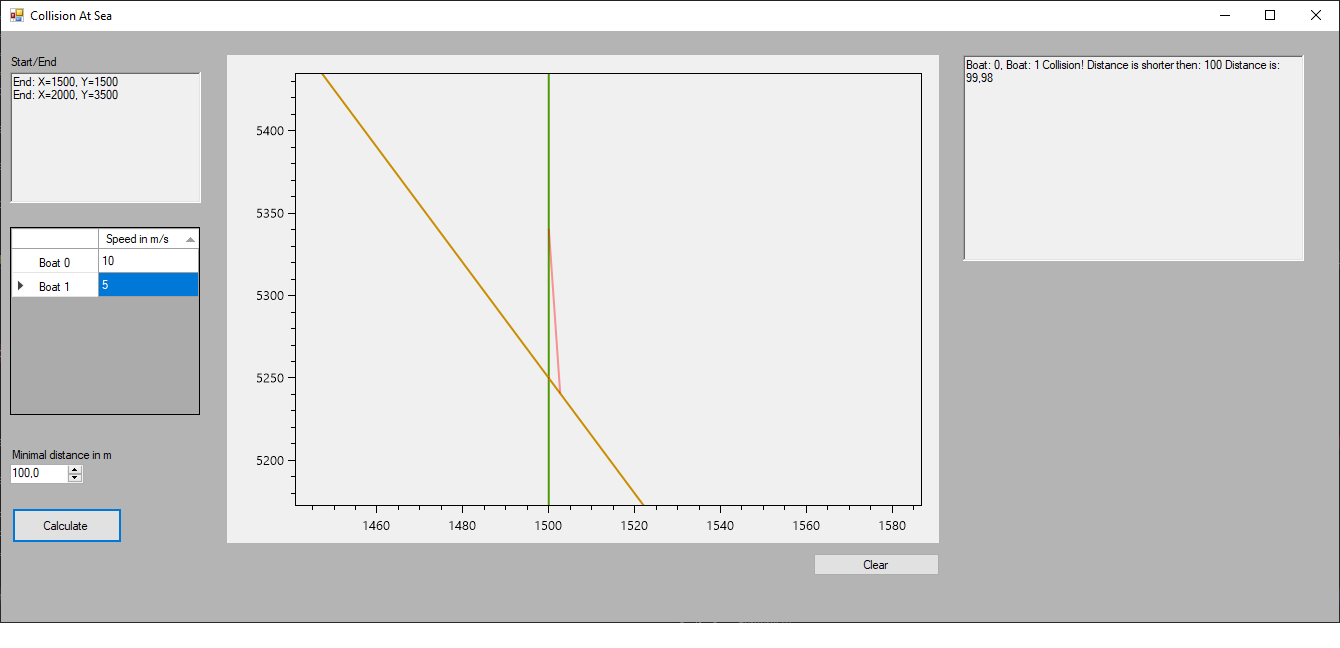 Collision At Sea
Start/End
End: X=1500, Y=1500
End: X=2000, Y=3500
Speed in m/s
Boat 0 10
Boat 1 5
Minimal distance in m
100,0
Calculate
5400
5350
5300
5250
5200
1460 1480 1500 1520 1540 1560 1580
Clear
Boat: 0, Boat: 1 Collision! Distance is shorter then: 100 Distance is:
99,98